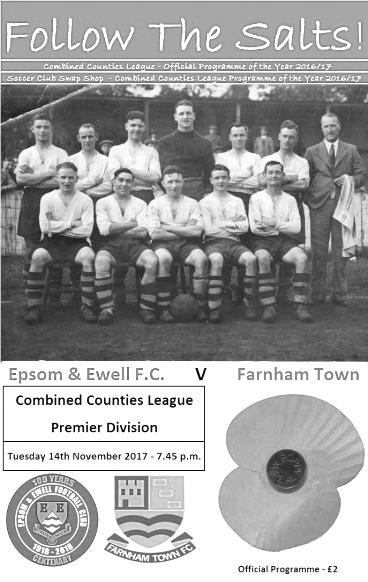 Follow The Salts!
Combined Counties League - Official Programme of the Year 2016/17
Soccer Club Swap Shop - Combined Counties League Programme of the Year 2016/17
Epsom & Ewell F.C. V Farnham Town
Combined Counties League
Premier Division
Tuesday 14th November 2017 - 7.45 p.m.
100 YEARS
EPSOM & EWELL FOOTBALL CLUB
E E
1918 - 2018
CENTENARY
FARNHAM TOWN FC
Official Programme - £2